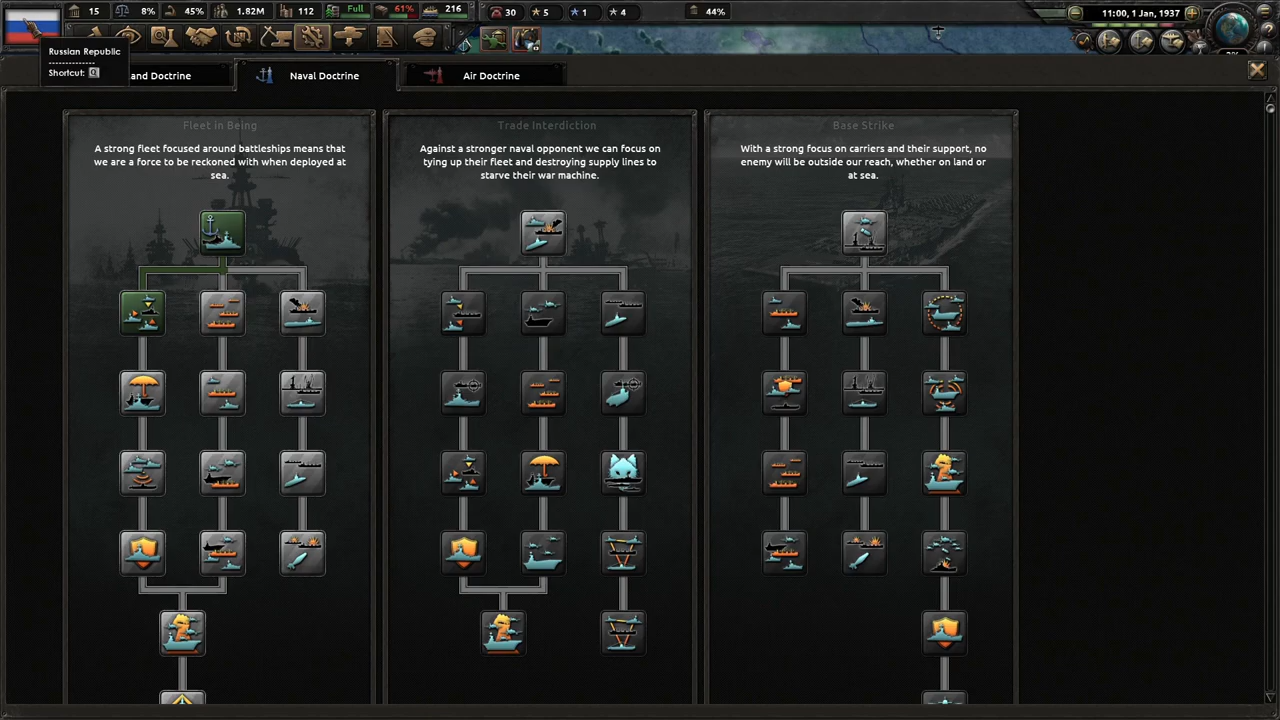 15 8% 45% 1.82M 112 Full 61% 216 30 5 1 4 44% 11:00, 1 Jan, 1937
Russian Republic
--------------
Shortcut: Q
and Doctrine Naval Doctrine Air Doctrine
Fleet in Being
A strong fleet focused around battleships means that
we are a force to be reckoned with when deployed at
sea.
Trade Interdiction
Against a stronger naval opponent we can focus on
tying up their fleet and destroying supply lines to
starve their war machine.
Base Strike
With a strong focus on carriers and their support, no
enemy will be outside our reach, whether on land or
at sea.